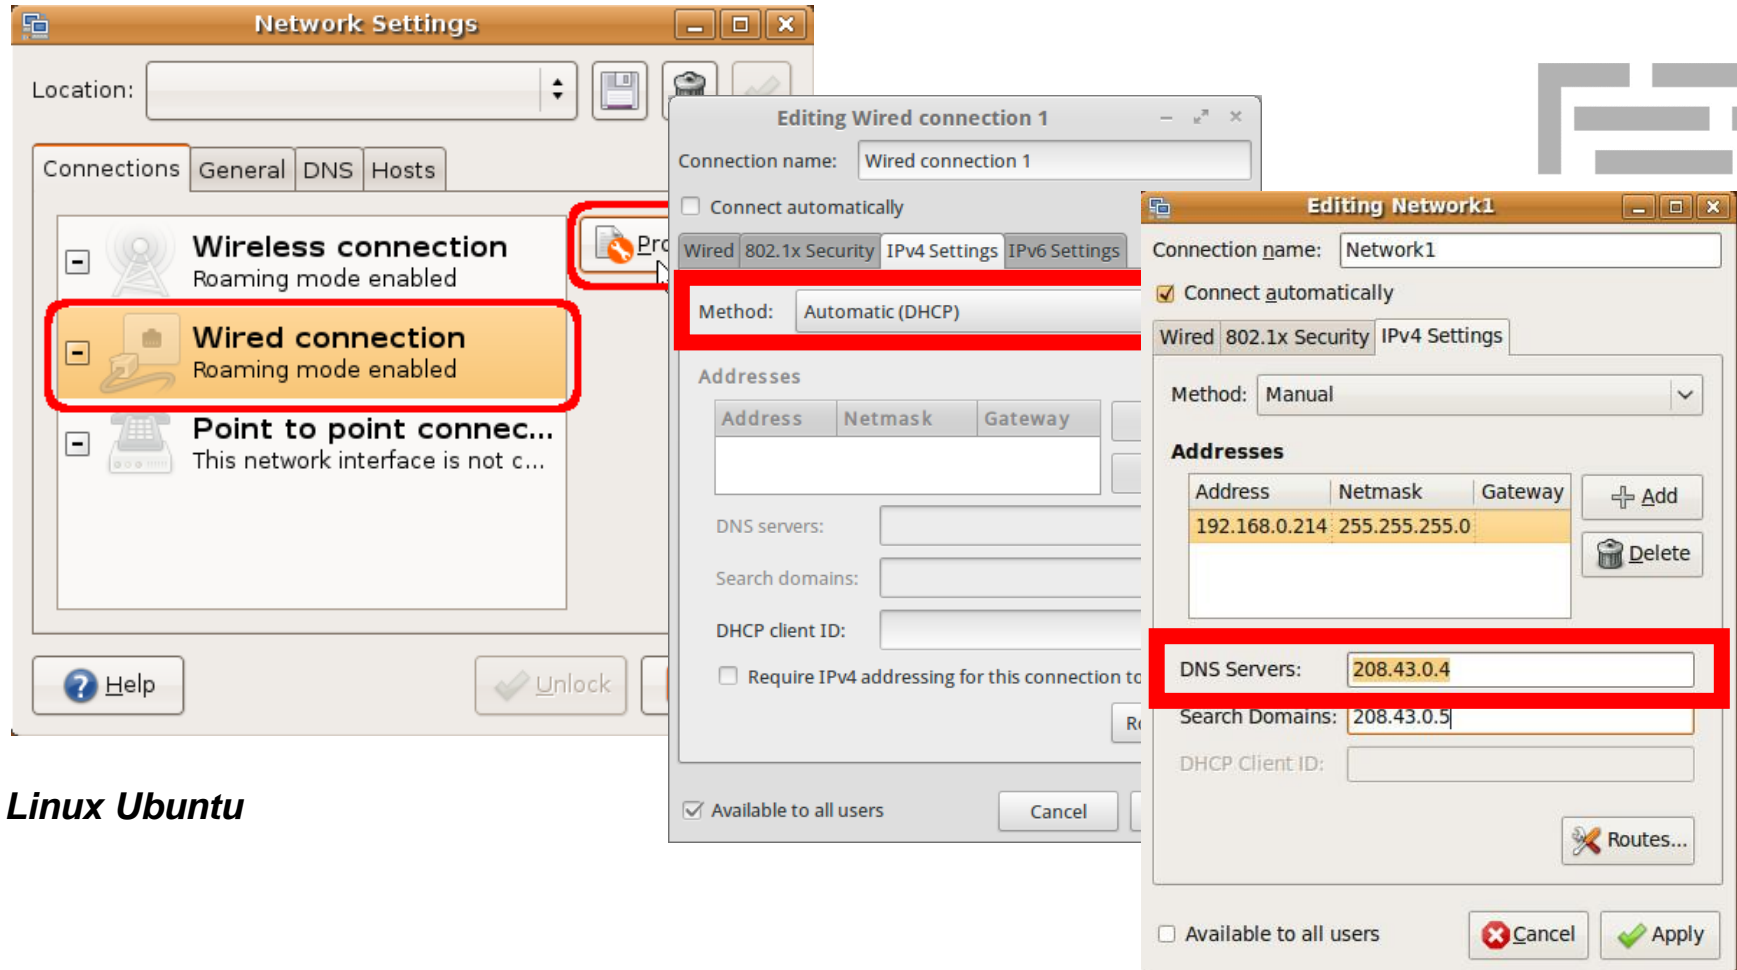 Network Settings
Location:
Connections General DNS Hosts
Wireless connection
Roaming mode enabled
Wired connection
Roaming mode enabled
Point to point connec...
This network interface is not c...
Pro
Help
Unlock
Linux Ubuntu
Editing Wired connection 1
Connection name: Wired connection 1
Connect automatically
Wired 802.1x Security IPv4 Settings IPv6 Settings
Method: Automatic (DHCP)
Addresses
Address Netmask Gateway
DNS servers:
Search domains:
DHCP client ID:
Require IPv4 addressing for this connection to
Ro
Available to all users
Cancel
Editing Network1
Connection name: Network1
Connect automatically
Wired 802.1x Security IPv4 Settings
Method: Manual
Addresses
Address Netmask Gateway
192.168.0.214 255.255.255.0
Add
Delete
DNS Servers: 208.43.0.4
Search Domains: 208.43.0.5
DHCP Client ID:
Routes...
Available to all users
Cancel Apply